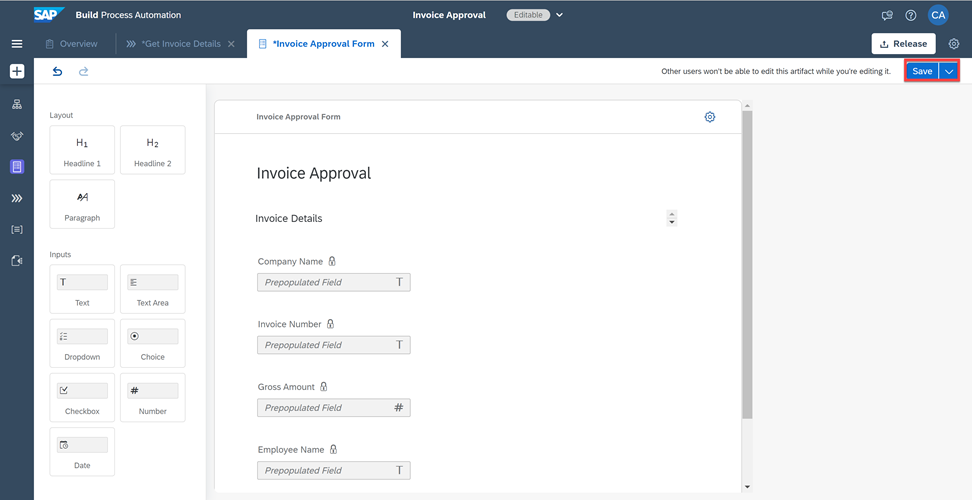 SAP Build Process Automation
Invoice Approval Editable
CA
Overview
*Get Invoice Details
*Invoice Approval Form
Release
Other users won't be able to edit this artifact while you're editing it.
Save
Layout
H1 H2
Headline 1 Headline 2
Paragraph
Inputs
T
Text Text Area
Dropdown Choice
#
Checkbox Number
Date
Invoice Approval Form
Invoice Approval
Invoice Details
Company Name
Prepopulated Field T
Invoice Number
Prepopulated Field T
Gross Amount
Prepopulated Field #
Employee Name
Prepopulated Field T